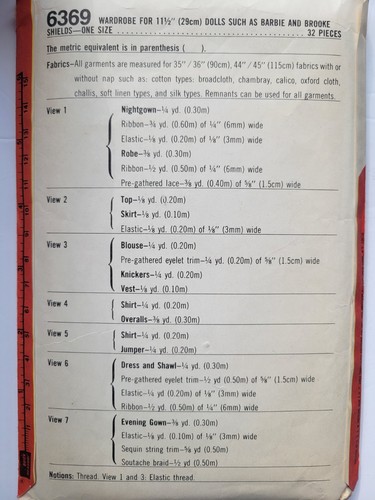 6369 WARDROBE FOR 11½" (29cm) DOLLS SUCH AS BARBIE AND BROOKE
SHIELDS—ONE SIZE 32 PIECES
The metric equivalent is in parenthesis ( ).
Fabrics—All garments are measured for 35"/36" (90cm), 44"/45" (115cm) fabrics with or
without nap such as: cotton types: broadcloth, chambray, calico, oxford cloth,
challis, soft linen types, and silk types. Remnants can be used for all garments.
View 1 Nightgown—¼ yd. (0.30m)
Ribbon—¾ yd. (0.60m) of ¼" (6mm) wide
Elastic—⅛ yd. (0.20m) of ⅛" (3mm) wide
Robe—⅜ yd. (0.30m)
Ribbon—½ yd. (0.50m) of ¼" (6mm) wide
Pre-gathered lace—⅜ yd. (0.40m) of ⅝" (1.5cm) wide
View 2 Top—⅛ yd. (0.20m)
Skirt—⅛ yd. (0.10m)
Elastic—⅛ yd. (0.20m) of ⅛" (3mm) wide
View 3 Blouse—¼ yd. (0.20m)
Pre-gathered eyelet trim—¼ yd. (0.20m) of ⅝" (1.5cm) wide
Knickers—¼ yd. (0.20m)
Vest—⅛ yd. (0.10m)
View 4 Shirt—¼ yd. (0.20m)
Overalls—⅜ yd. (0.30m)
View 5 Shirt—¼ yd. (0.20m)
Jumper—¼ yd. (0.20m)
View 6 Dress and Shawl—¼ yd. (0.30m)
Pre-gathered eyelet trim—½ yd (0.50m) of ⅝" (1.5cm) wide
Elastic—¼ yd (0.20m) of ⅛" (3mm) wide
Ribbon—½ yd. (0.50m) of ¼" (6mm) wide
View 7 Evening Gown—⅜ yd. (0.30m)
Elastic—⅛ yd. (0.10m) of ⅛" (3mm) wide
Sequin string trim—⅝ yd (0.50m)
Soutache braid—½ yd (0.50m)
Notions: Thread. View 1 and 3: Elastic thread.